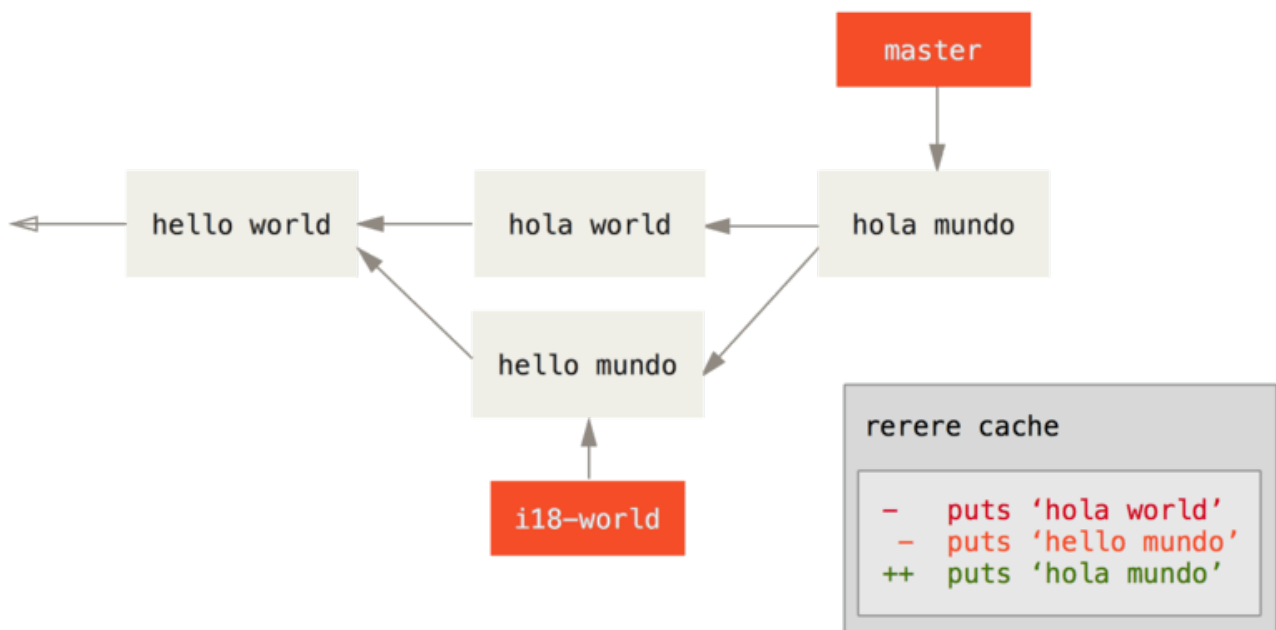 master
hello world
hola world
hola mundo
hello mundo
i18-world
rerere cache
- puts ‘hola world’
- puts ‘hello mundo’
++ puts ‘hola mundo’